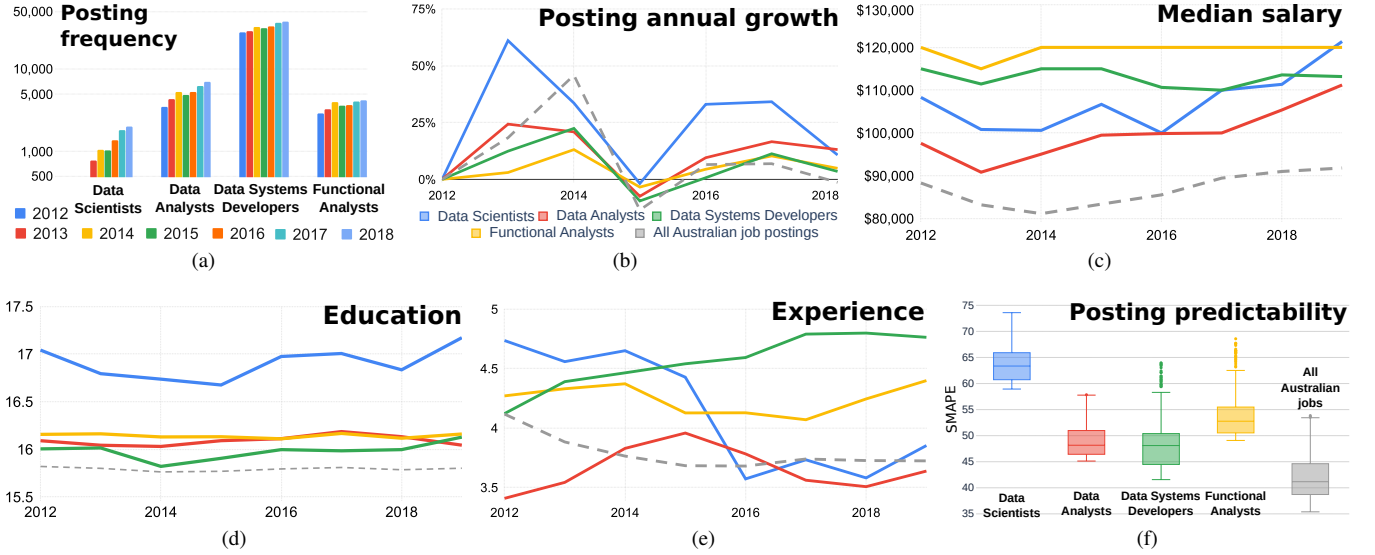 Posting
frequency
50,000
10,000
5,000
1,000
500
Data
Scientists
Data
Analysts
Data Systems
Developers
Functional
Analysts
2012
2013 2014 2015 2016 2017 2018
(a)
Posting annual growth
75%
50%
25%
0%
2012 2014 2016 2018
Data Scientists Data Analysts Data Systems Developers
Functional Analysts All Australian job postings
(b)
Median salary
$130,000
$120,000
$110,000
$100,000
$90,000
$80,000
2012 2014 2016 2018
(c)
Education
17.5
17
16.5
16
15.5
2012 2014 2016 2018
(d)
Experience
5
4.5
4
3.5
2012 2014 2016 2018
(e)
Posting predictability
75
70
65
60
55
50
45
40
35
SMAPE
Data
Scientists
Data
Analysts
Data Systems
Developers
Functional
Analysts
All
Australian
jobs
(f)